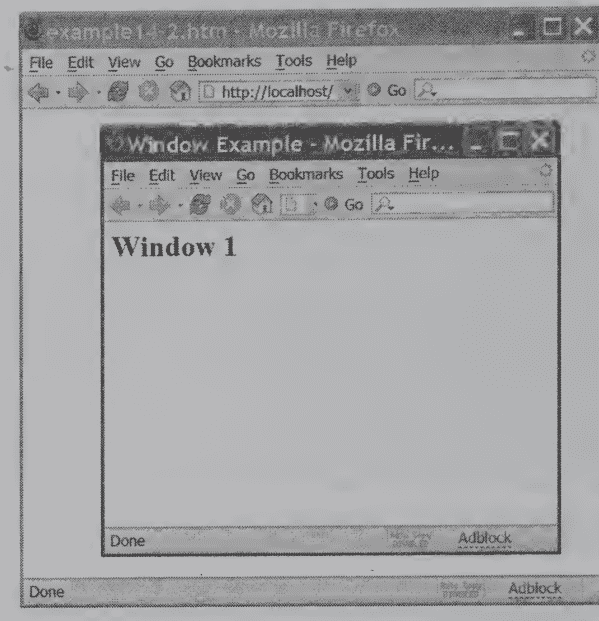 example14-2.htm - Mozilla Firefox
File Edit View Go Bookmarks Tools Help
http://localhost/ Go
Window Example - Mozilla Fir...
File Edit View Go Bookmarks Tools Help
Go
Window 1
Done Adblock
Done Adblock